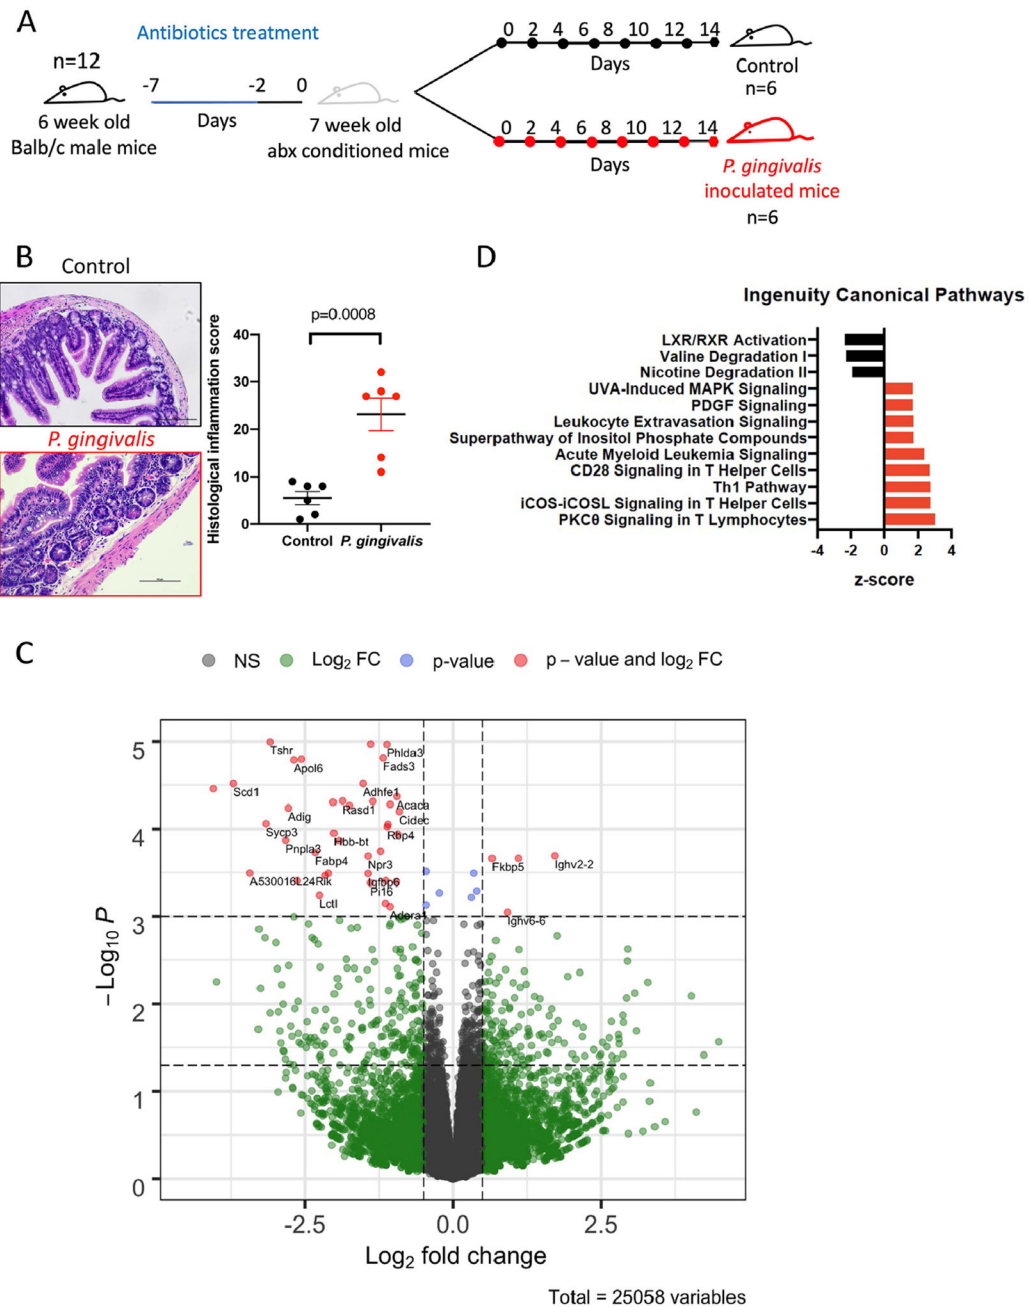 A
Antibiotics treatment
n=12
-7 -2 0
Days
6 week old
Balb/c male mice
7 week old
abx conditioned mice
0 2 4 6 8 10 12 14
Days
Control
n=6
0 2 4 6 8 10 12 14
Days
P. gingivalis
inoculated mice
n=6
B
Control
P. gingivalis
p=0.0008
Histological inflammation score
40
30
20
10
0
Control P. gingivalis
D
Ingenuity Canonical Pathways
LXR/RXR Activation
Valine Degradation I
Nicotine Degradation II
UVA-Induced MAPK Signaling
PDGF Signaling
Leukocyte Extravasation Signaling
Superpathway of Inositol Phosphate Compounds
Acute Myeloid Leukemia Signaling
CD28 Signaling in T Helper Cells
Th1 Pathway
iCOS-iCOSL Signaling in T Helper Cells
PKCθ Signaling in T Lymphocytes
-4 -2 0 2 4
z-score
C
NS Log2 FC p-value p – value and log2 FC
–Log10 P
5
4
3
2
1
0
Tshr
Phlda3
Apol6
Fads3
Scd1
Adhfe1
Adig
Rasd1
Acaca
Cidec
Sycp3
Rbp4
Pnpla3
Hbb-bt
Fabp4
Npr3
Fkbp5
Ighv2-2
A530016L24Rik
Igfbp6
Pi16
Lctl
Adora1
Ighv6-6
-2.5 0.0 2.5
Log2 fold change
Total = 25058 variables